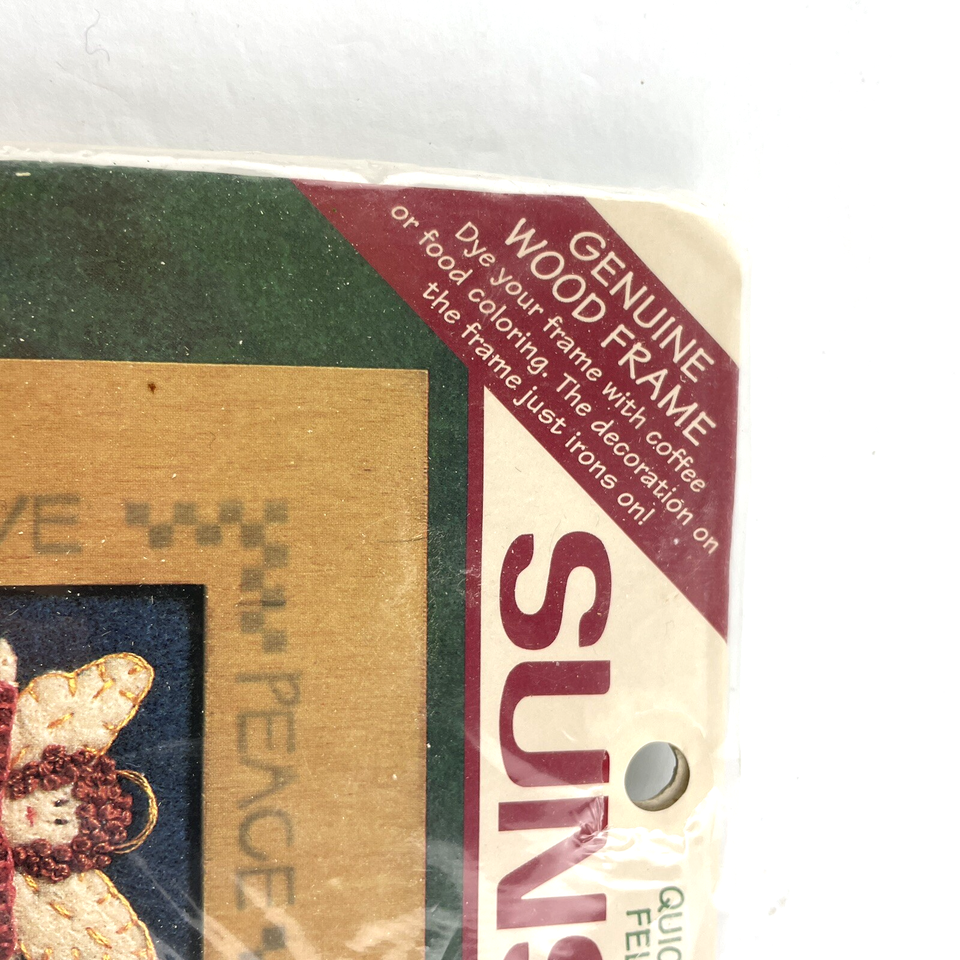 GENUINE
WOOD FRAME
Dye your frame with coffee
or food coloring. The decoration on
the frame just irons on!
SUNS
QUIC
FEL
VE
PEACE